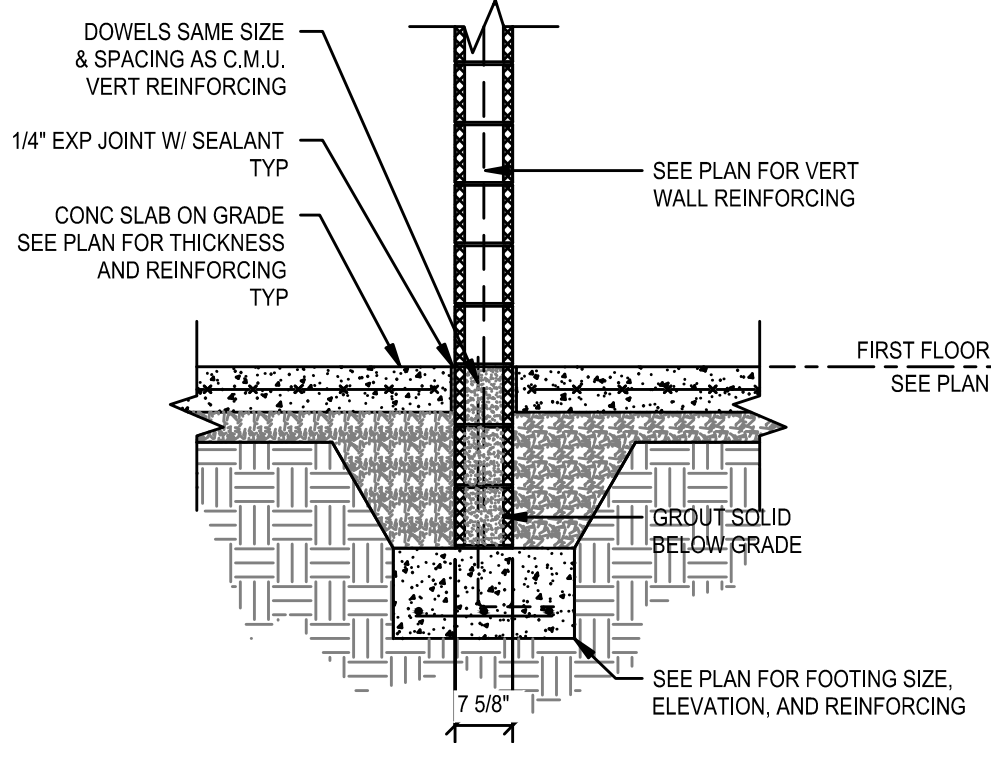 DOWELS SAME SIZE
& SPACING AS C.M.U.
VERT REINFORCING
1/4" EXP JOINT W/ SEALANT
TYP
CONC SLAB ON GRADE
SEE PLAN FOR THICKNESS
AND REINFORCING
TYP
SEE PLAN FOR VERT
WALL REINFORCING
FIRST FLOOR
SEE PLAN
GROUT SOLID
BELOW GRADE
SEE PLAN FOR FOOTING SIZE,
ELEVATION, AND REINFORCING
7 5/8"